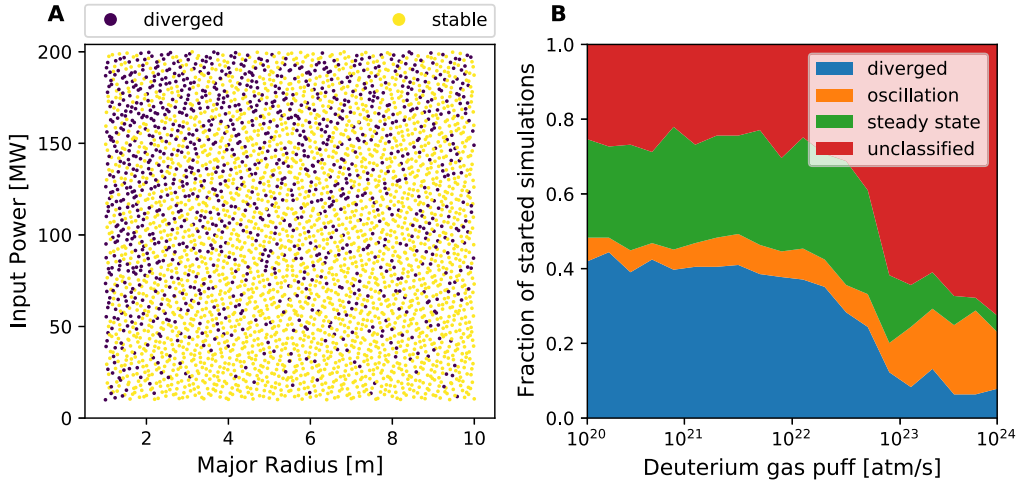 A
diverged
stable
200
150
100
50
0
Input Power [MW]
2
4
6
8
10
Major Radius [m]
B
1.0
0.8
0.6
0.4
0.2
0.0
Fraction of started simulations
diverged
oscillation
steady state
unclassified
10^20
10^21
10^22
10^23
10^24
Deuterium gas puff [atm/s]